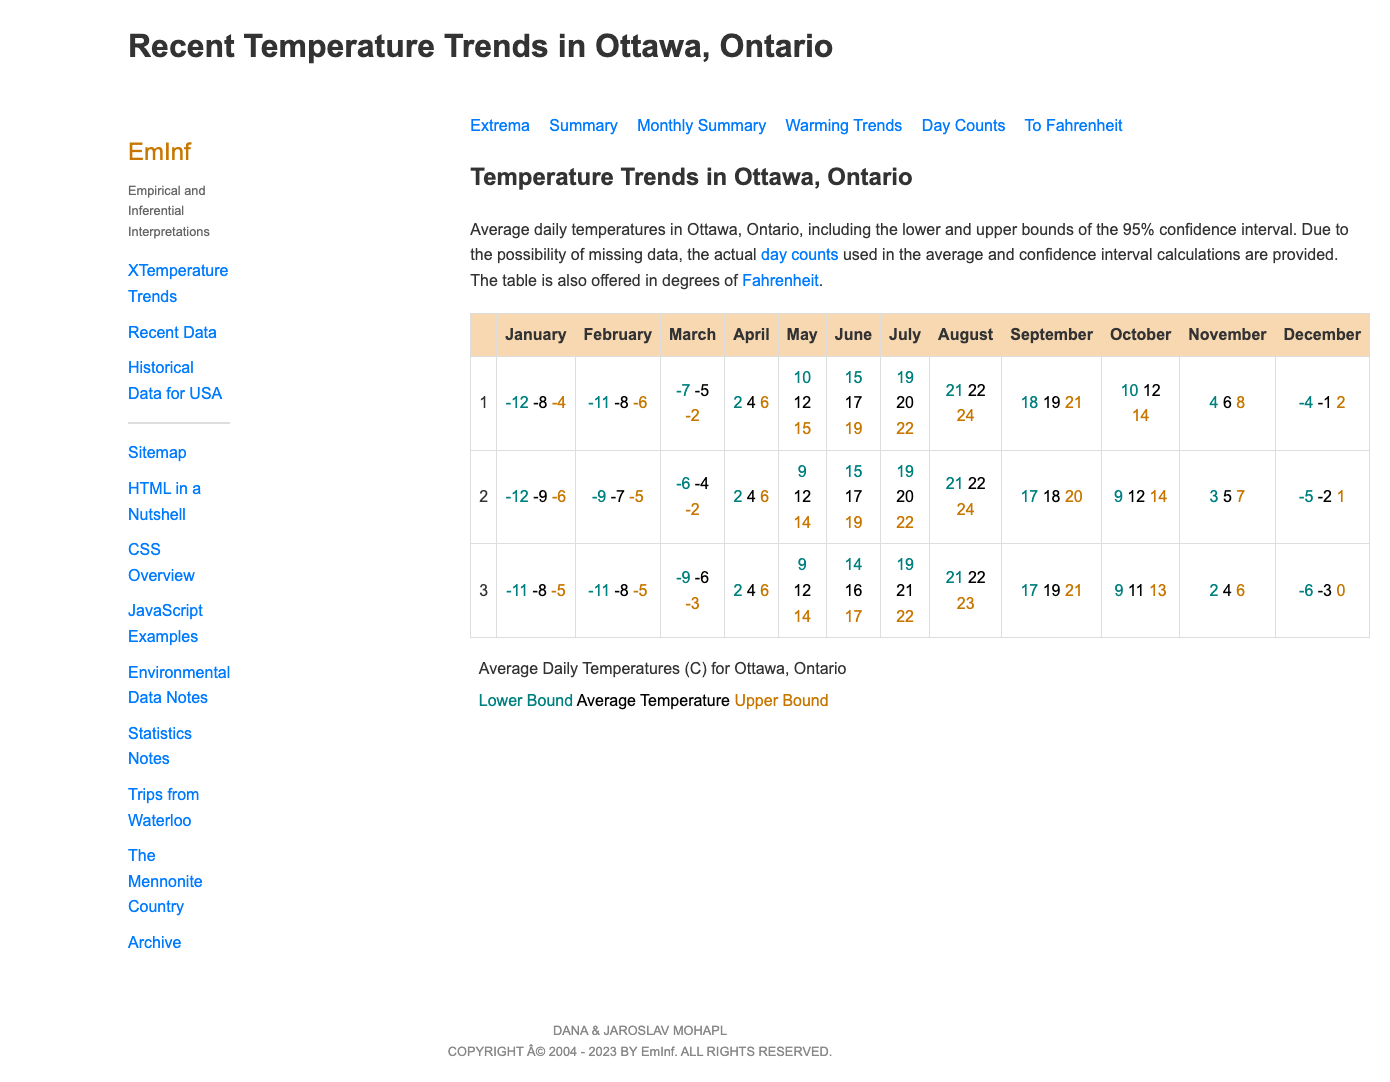 Recent Temperature Trends in Ottawa, Ontario
EmInf
Empirical and
Inferential
Interpretations
XTemperature
Trends
Recent Data
Historical
Data for USA
Sitemap
HTML in a
Nutshell
CSS
Overview
JavaScript
Examples
Environmental
Data Notes
Statistics
Notes
Trips from
Waterloo
The
Mennonite
Country
Archive
Extrema Summary Monthly Summary Warming Trends Day Counts To Fahrenheit
Temperature Trends in Ottawa, Ontario
Average daily temperatures in Ottawa, Ontario, including the lower and upper bounds of the 95% confidence interval. Due to
the possibility of missing data, the actual day counts used in the average and confidence interval calculations are provided.
The table is also offered in degrees of Fahrenheit.
January February March April May June July August September October November December
1 -12 -8 -4 -11 -8 -6 -7 -5 -2 2 4 6 10 12 15 15 17 19 19 20 22 21 22 24 18 19 21 10 12 14 4 6 8 -4 -1 2
2 -12 -9 -6 -9 -7 -5 -6 -4 -2 2 4 6 9 12 14 15 17 19 19 20 22 21 22 24 17 18 20 9 12 14 3 5 7 -5 -2 1
3 -11 -8 -5 -11 -8 -5 -9 -6 -3 2 4 6 9 12 14 14 16 17 19 21 22 21 22 23 17 19 21 9 11 13 2 4 6 -6 -3 0
Average Daily Temperatures (C) for Ottawa, Ontario
Lower Bound Average Temperature Upper Bound
DANA & JAROSLAV MOHAPL
COPYRIGHT Â© 2004 - 2023 BY EmInf. ALL RIGHTS RESERVED.